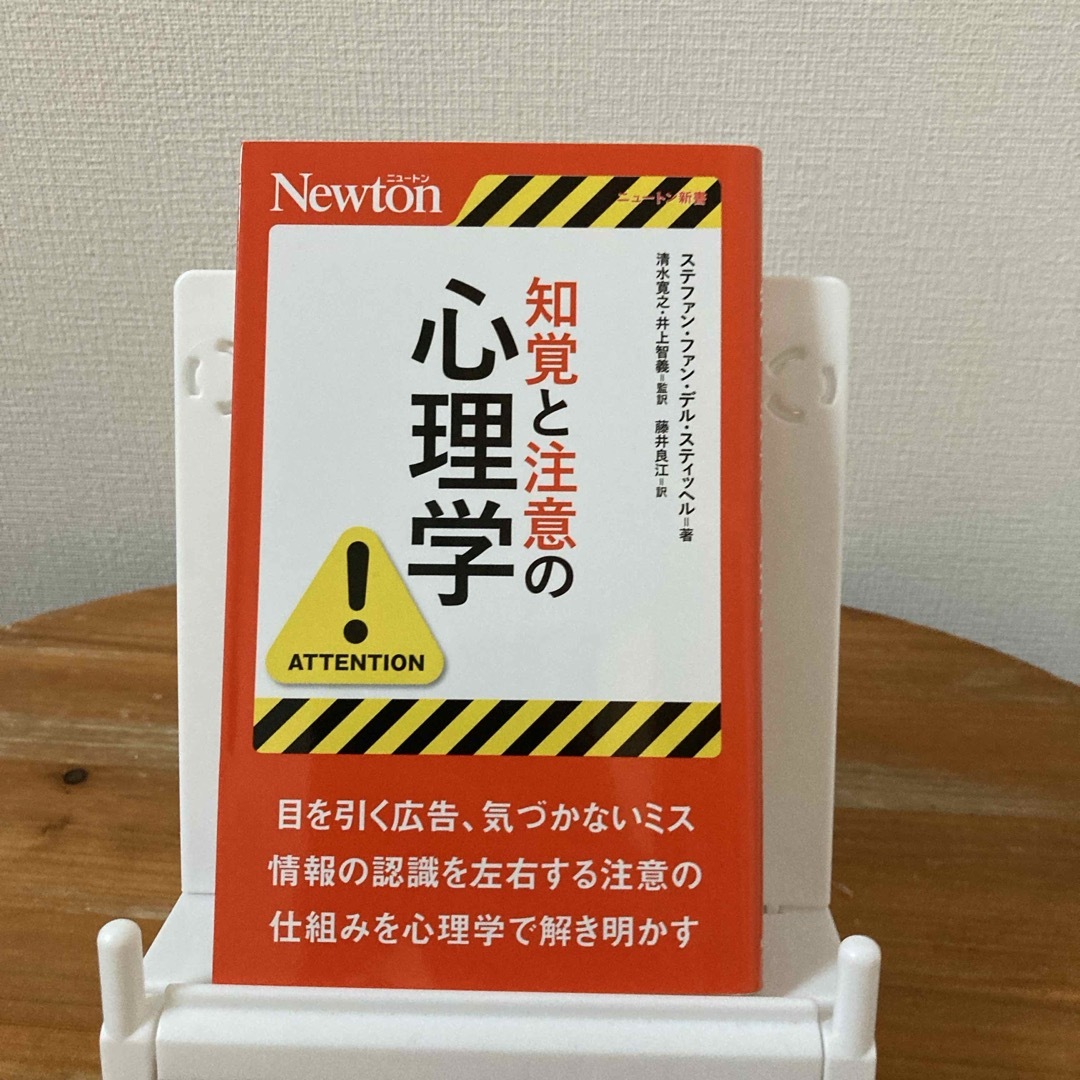 ニュートン
Newton
ニュートン新書
ステファン・ファン・デル・スティッヘル=著
清水寛之・井上智義=監訳 藤井良江=訳
知覚と注意の
心理学
!
ATTENTION
目を引く広告、気づかないミス
情報の認識を左右する注意の
仕組みを心理学で解き明かす